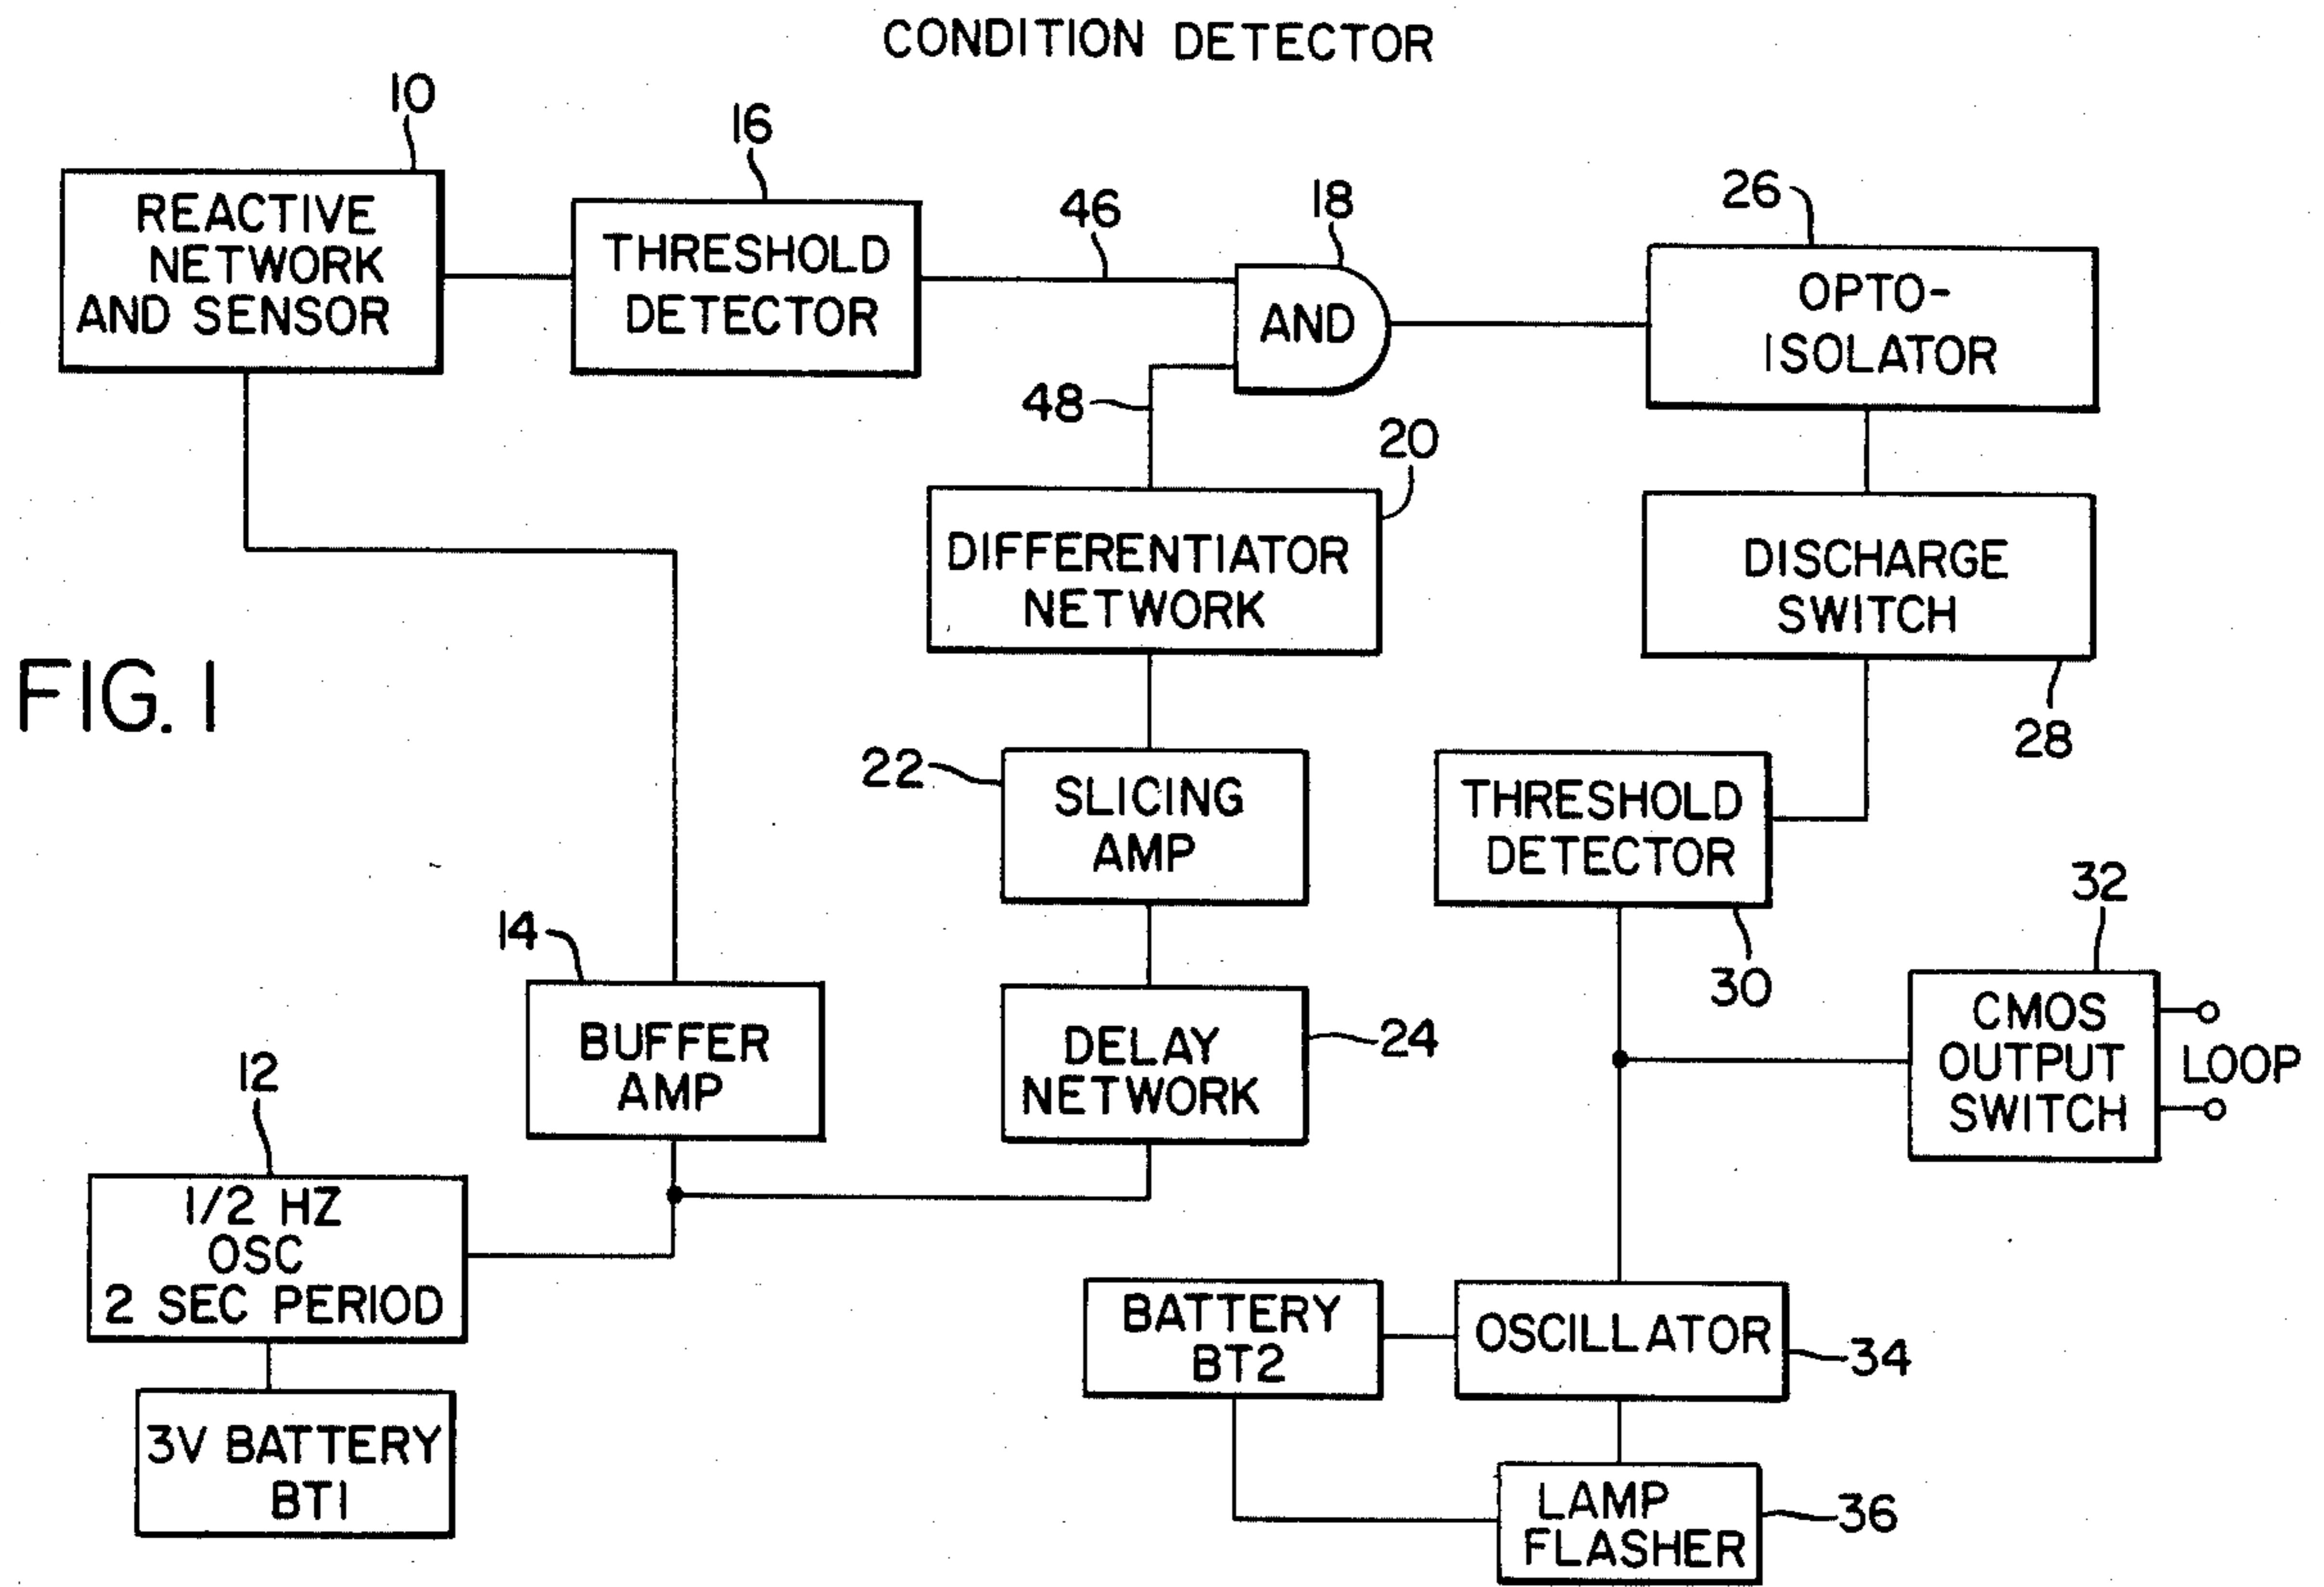 CONDITION DETECTOR
10
16
46
18
26
REACTIVE
NETWORK
AND SENSOR
THRESHOLD
DETECTOR
AND
OPTO-
ISOLATOR
48
20
DIFFERENTIATOR
NETWORK
DISCHARGE
SWITCH
28
FIG. 1
22
SLICING
AMP
THRESHOLD
DETECTOR
30
32
14
BUFFER
AMP
DELAY
NETWORK
24
CMOS
OUTPUT
SWITCH
LOOP
12
1/2 HZ
OSC
2 SEC PERIOD
BATTERY
BT2
OSCILLATOR
34
3V BATTERY
BT1
LAMP
FLASHER
36